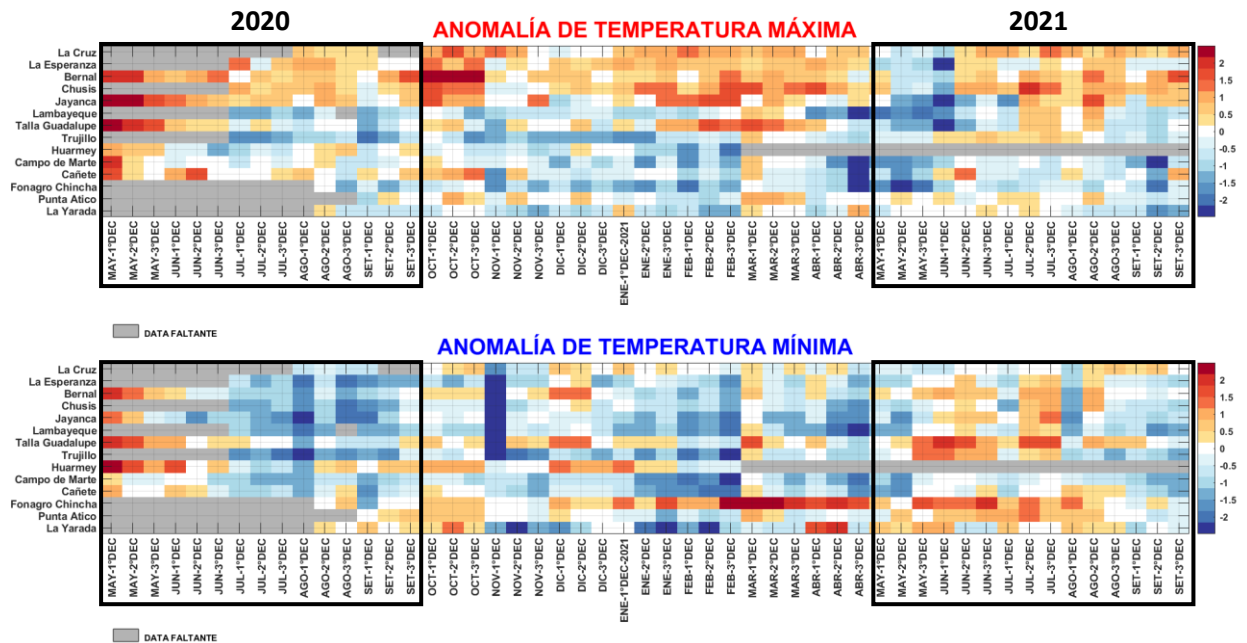 2020
2021
ANOMALÍA DE TEMPERATURA MÁXIMA
La Cruz
La Esperanza
Bernal
Chusis
Jayanca
Lambayeque
Talla Guadalupe
Trujillo
Huarmey
Campo de Marte
Cañete
Fonagro Chincha
Punta Atico
La Yarada
2
1.5
1
0.5
0
-0.5
-1
-1.5
-2
MAY-1°DEC
MAY-2°DEC
MAY-3°DEC
JUN-1°DEC
JUN-2°DEC
JUN-3°DEC
JUL-1°DEC
JUL-2°DEC
JUL-3°DEC
AGO-1°DEC
AGO-2°DEC
AGO-3°DEC
SET-1°DEC
SET-2°DEC
SET-3°DEC
OCT-1°DEC
OCT-2°DEC
OCT-3°DEC
NOV-1°DEC
NOV-2°DEC
NOV-3°DEC
DIC-1°DEC
DIC-2°DEC
DIC-3°DEC
ENE-1°DEC-2021
ENE-2°DEC
ENE-3°DEC
FEB-1°DEC
FEB-2°DEC
FEB-3°DEC
MAR-1°DEC
MAR-2°DEC
MAR-3°DEC
ABR-1°DEC
ABR-2°DEC
ABR-3°DEC
MAY-1°DEC
MAY-2°DEC
MAY-3°DEC
JUN-1°DEC
JUN-2°DEC
JUN-3°DEC
JUL-1°DEC
JUL-2°DEC
JUL-3°DEC
AGO-1°DEC
AGO-2°DEC
AGO-3°DEC
SET-1°DEC
SET-2°DEC
SET-3°DEC
DATA FALTANTE
ANOMALÍA DE TEMPERATURA MÍNIMA
La Cruz
La Esperanza
Bernal
Chusis
Jayanca
Lambayeque
Talla Guadalupe
Trujillo
Huarmey
Campo de Marte
Cañete
Fonagro Chincha
Punta Atico
La Yarada
2
1.5
1
0.5
0
-0.5
-1
-1.5
-2
MAY-1°DEC
MAY-2°DEC
MAY-3°DEC
JUN-1°DEC
JUN-2°DEC
JUN-3°DEC
JUL-1°DEC
JUL-2°DEC
JUL-3°DEC
AGO-1°DEC
AGO-2°DEC
AGO-3°DEC
SET-1°DEC
SET-2°DEC
SET-3°DEC
OCT-1°DEC
OCT-2°DEC
OCT-3°DEC
NOV-1°DEC
NOV-2°DEC
NOV-3°DEC
DIC-1°DEC
DIC-2°DEC
DIC-3°DEC
ENE-1°DEC-2021
ENE-2°DEC
ENE-3°DEC
FEB-1°DEC
FEB-2°DEC
FEB-3°DEC
MAR-1°DEC
MAR-2°DEC
MAR-3°DEC
ABR-1°DEC
ABR-2°DEC
ABR-3°DEC
MAY-1°DEC
MAY-2°DEC
MAY-3°DEC
JUN-1°DEC
JUN-2°DEC
JUN-3°DEC
JUL-1°DEC
JUL-2°DEC
JUL-3°DEC
AGO-1°DEC
AGO-2°DEC
AGO-3°DEC
SET-1°DEC
SET-2°DEC
SET-3°DEC
DATA FALTANTE